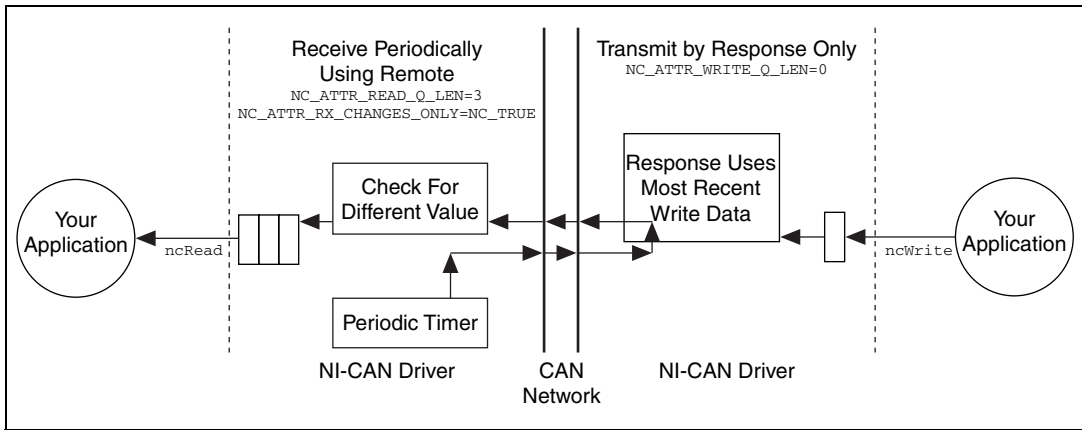 Receive Periodically
Using Remote
NC_ATTR_READ_Q_LEN=3
NC_ATTR_RX_CHANGES_ONLY=NC_TRUE
Transmit by Response Only
NC_ATTR_WRITE_Q_LEN=0
Your
Application
ncRead
Check For
Different Value
Periodic Timer
Response Uses
Most Recent
Write Data
ncWrite
Your
Application
NI-CAN Driver
CAN
Network
NI-CAN Driver